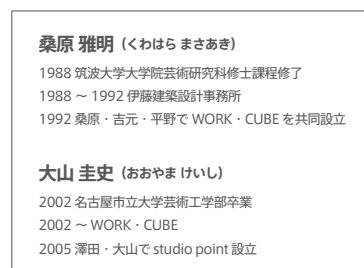 桑原 雅明（くわはら まさあき）
1988 筑波大学大学院芸術研究科修士課程修了
1988 〜 1992 伊藤建築設計事務所
1992 桑原・吉元・平野で WORK・CUBE を共同設立
大山 圭史（おおやま けいし）
2002 名古屋市立大学芸術工学部卒業
2002 〜 WORK・CUBE
2005 澤田・大山で studio point 設立